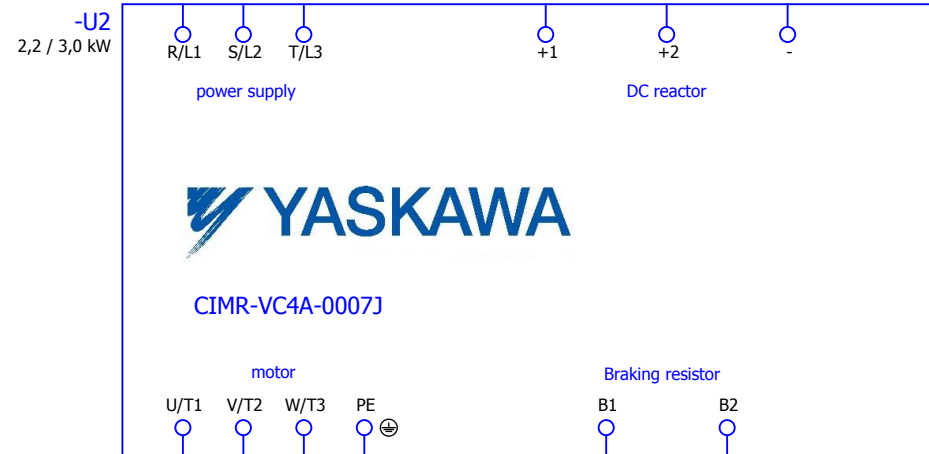 -U2
2,2 / 3,0 kW
R/L1 S/L2 T/L3 +1 +2 -
power supply DC reactor
YASKAWA
CIMR-VC4A-0007J
motor Braking resistor
U/T1 V/T2 W/T3 PE B1 B2